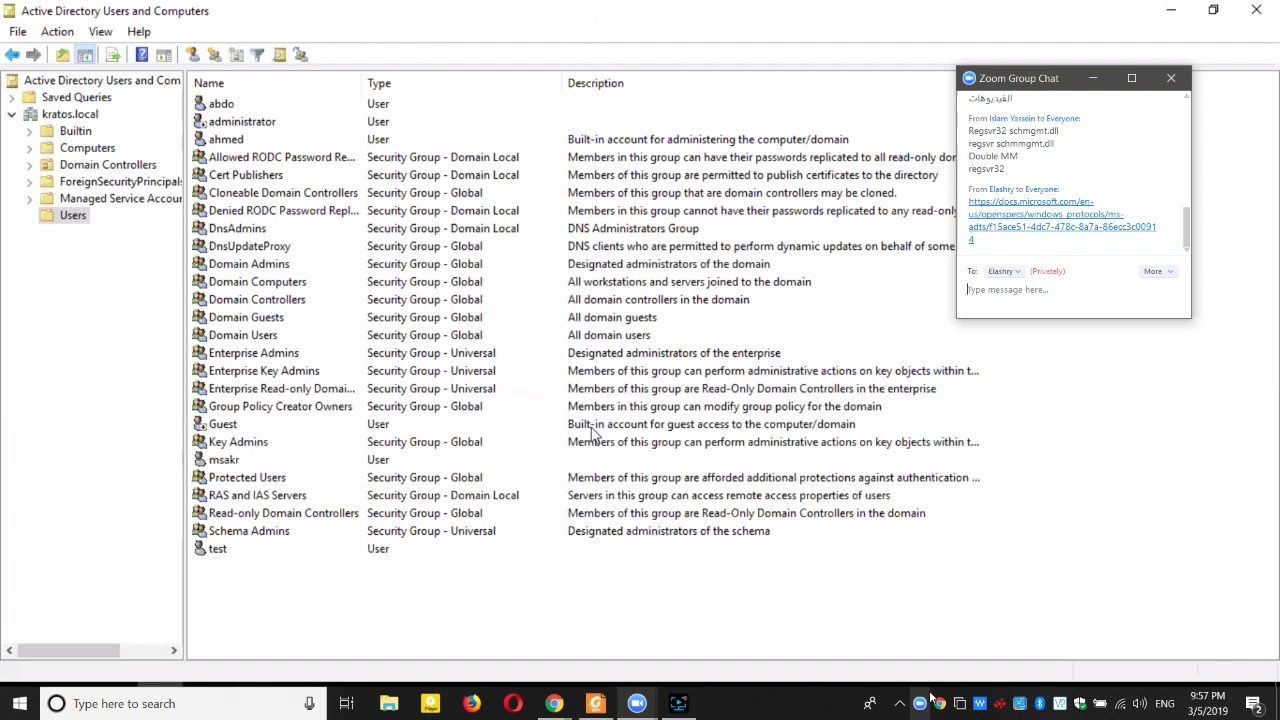 Active Directory Users and Computers
File Action View Help
Active Directory Users and Com
Saved Queries
kratos.local
Builtin
Computers
Domain Controllers
ForeignSecurityPrincipals
Managed Service Accour
Users
Name Type Description
abdo User
administrator User
ahmed User Built-in account for administering the computer/domain
Allowed RODC Password Re... Security Group - Domain Local Members in this group can have their passwords replicated to all read-only dom
Cert Publishers Security Group - Domain Local Members of this group are permitted to publish certificates to the directory
Cloneable Domain Controllers Security Group - Global Members of this group that are domain controllers may be cloned.
Denied RODC Password Repl... Security Group - Domain Local Members in this group cannot have their passwords replicated to any read-only
DnsAdmins Security Group - Domain Local DNS Administrators Group
DnsUpdateProxy Security Group - Global DNS clients who are permitted to perform dynamic updates on behalf of some
Domain Admins Security Group - Global Designated administrators of the domain
Domain Computers Security Group - Global All workstations and servers joined to the domain
Domain Controllers Security Group - Global All domain controllers in the domain
Domain Guests Security Group - Global All domain guests
Domain Users Security Group - Global All domain users
Enterprise Admins Security Group - Universal Designated administrators of the enterprise
Enterprise Key Admins Security Group - Universal Members of this group can perform administrative actions on key objects within t...
Enterprise Read-only Domai... Security Group - Universal Members of this group are Read-Only Domain Controllers in the enterprise
Group Policy Creator Owners Security Group - Global Members in this group can modify group policy for the domain
Guest User Built-in account for guest access to the computer/domain
Key Admins Security Group - Global Members of this group can perform administrative actions on key objects within t...
msakr User
Protected Users Security Group - Global Members of this group are afforded additional protections against authentication ...
RAS and IAS Servers Security Group - Domain Local Servers in this group can access remote access properties of users
Read-only Domain Controllers Security Group - Global Members of this group are Read-Only Domain Controllers in the domain
Schema Admins Security Group - Universal Designated administrators of the schema
test User
Zoom Group Chat
الفيديوهات
From Islam Yassein to Everyone:
Regsvr32 schmgmt.dll
regsvr schmmgmt.dll
Double MM
regsvr32
From Elashry to Everyone:
https://docs.microsoft.com/en-
us/openspecs/windows_protocols/ms-
adts/f15ace51-4dc7-478c-8a7a-86ecc3c0091
4
To: Elashry (Privately) More
Type message here...
Type here to search
Player
ENG
9:57 PM
3/5/2019
2